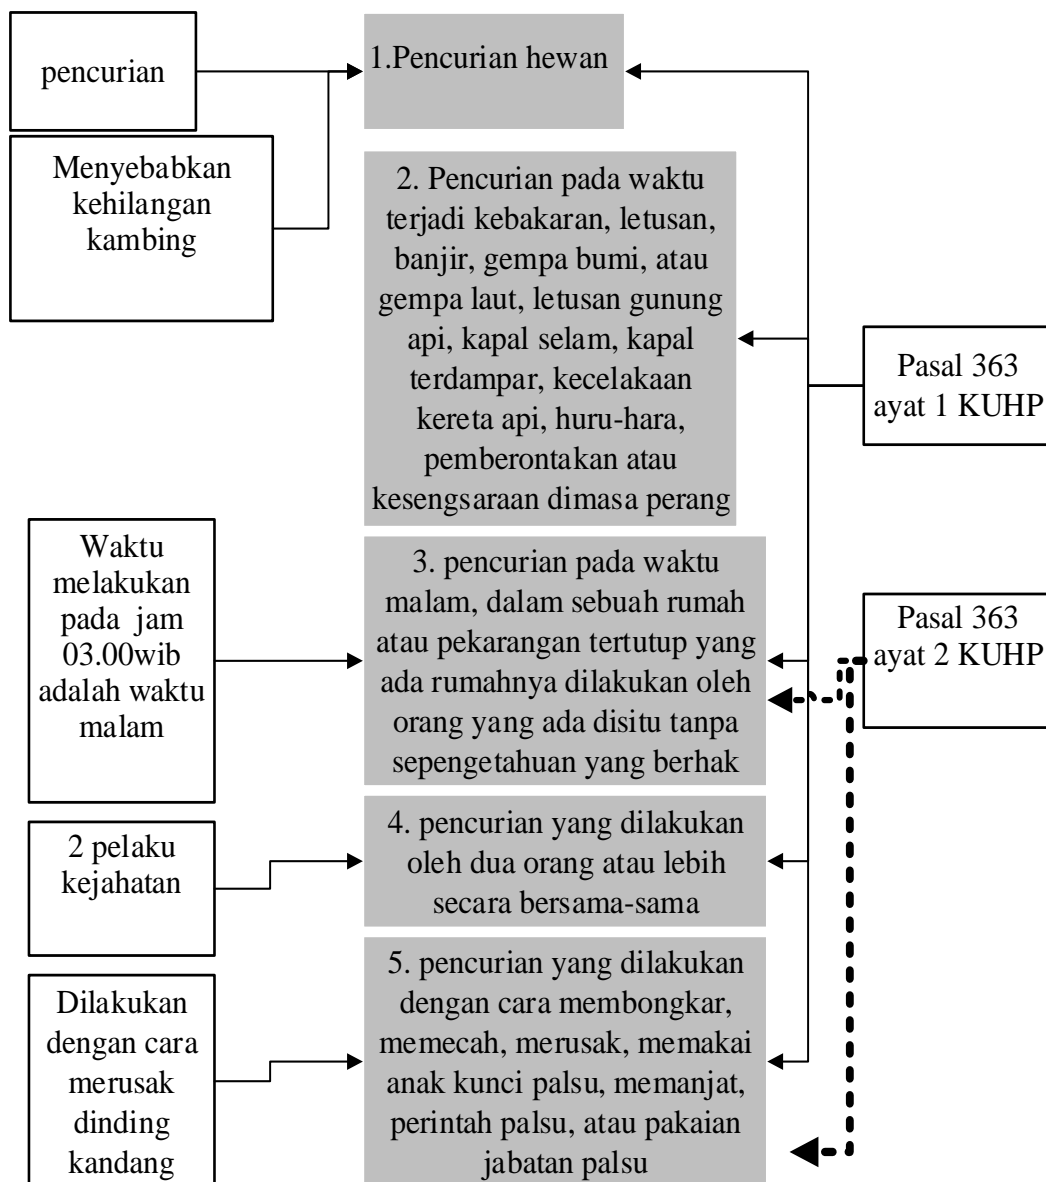 pencurian
Menyebabkan
kehilangan
kambing
Waktu
melakukan
pada jam
03.00wib
adalah waktu
malam
2 pelaku
kejahatan
Dilakukan
dengan cara
merusak
dinding
kandang
1.Pencurian hewan
2. Pencurian pada waktu
terjadi kebakaran, letusan,
banjir, gempa bumi, atau
gempa laut, letusan gunung
api, kapal selam, kapal
terdampar, kecelakaan
kereta api, huru-hara,
pemberontakan atau
kesengsaraan dimasa perang
3. pencurian pada waktu
malam, dalam sebuah rumah
atau pekarangan tertutup yang
ada rumahnya dilakukan oleh
orang yang ada disitu tanpa
sepengetahuan yang berhak
4. pencurian yang dilakukan
oleh dua orang atau lebih
secara bersama-sama
5. pencurian yang dilakukan
dengan cara membongkar,
memecah, merusak, memakai
anak kunci palsu, memanjat,
perintah palsu, atau pakaian
jabatan palsu
Pasal 363
ayat 1 KUHP
Pasal 363
ayat 2 KUHP